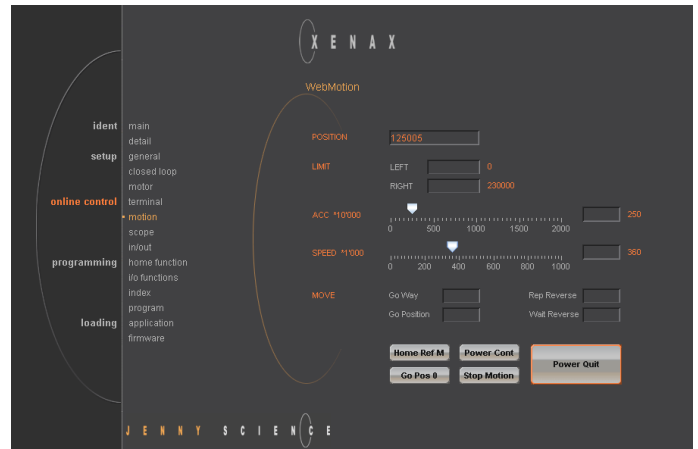 XENAX
WebMotion
ident
main
detail
setup
general
closed loop
motor
online control
terminal
motion
scope
in/out
programming
home function
i/o functions
index
program
loading
application
firmware
POSITION 125005
LIMIT LEFT 0
RIGHT 230000
ACC *10'000 250
0 500 1000 1500 2000
SPEED *1'000 360
0 200 400 600 800 1000
MOVE Go Way Rep Reverse
Go Position Wait Reverse
Home Ref M Power Cont Power Quit
Go Pos 0 Stop Motion
JENNY SCIENCE